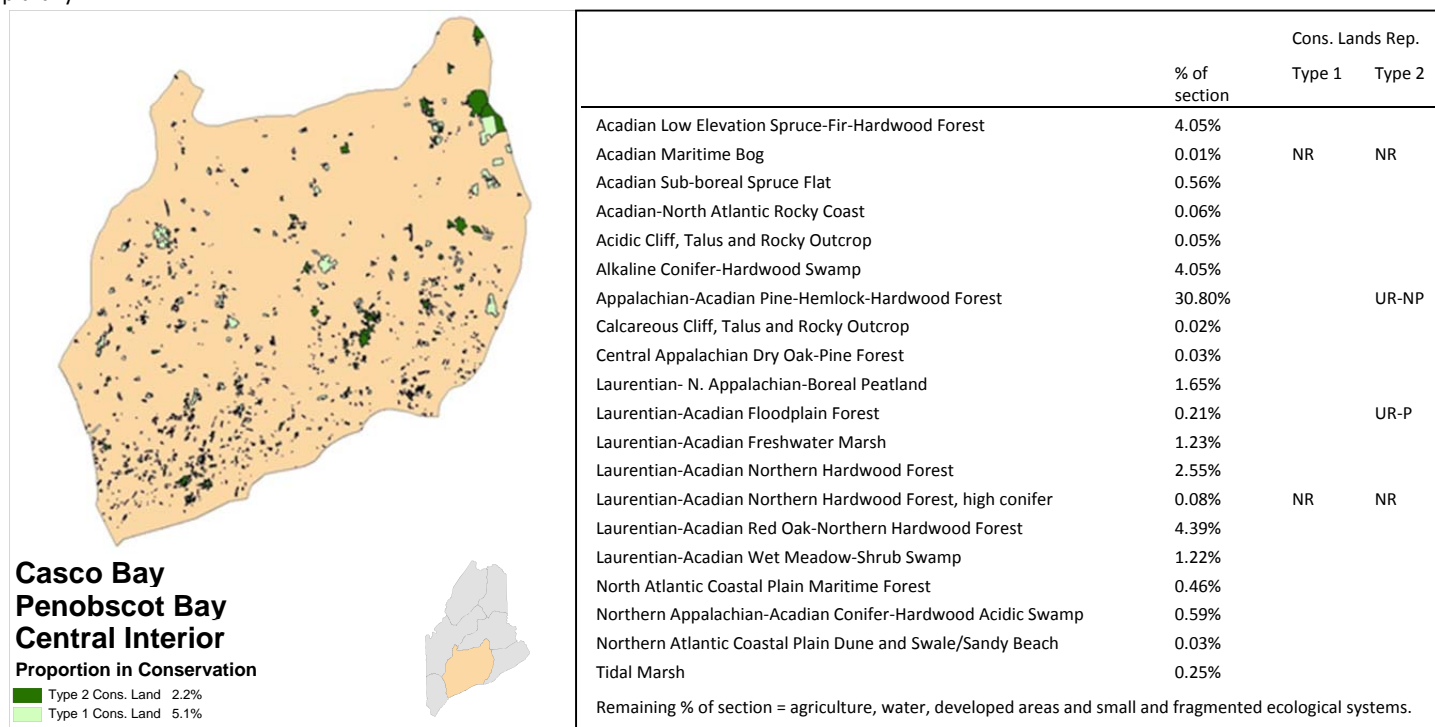 Casco Bay
Penobscot Bay
Central Interior
Proportion in Conservation
Type 2 Cons. Land 2.2%
Type 1 Cons. Land 5.1%
Cons. Lands Rep.
% of section Type 1 Type 2
Acadian Low Elevation Spruce-Fir-Hardwood Forest 4.05%
Acadian Maritime Bog 0.01% NR NR
Acadian Sub-boreal Spruce Flat 0.56%
Acadian-North Atlantic Rocky Coast 0.06%
Acidic Cliff, Talus and Rocky Outcrop 0.05%
Alkaline Conifer-Hardwood Swamp 4.05%
Appalachian-Acadian Pine-Hemlock-Hardwood Forest 30.80% UR-NP
Calcareous Cliff, Talus and Rocky Outcrop 0.02%
Central Appalachian Dry Oak-Pine Forest 0.03%
Laurentian- N. Appalachian-Boreal Peatland 1.65%
Laurentian-Acadian Floodplain Forest 0.21% UR-P
Laurentian-Acadian Freshwater Marsh 1.23%
Laurentian-Acadian Northern Hardwood Forest 2.55%
Laurentian-Acadian Northern Hardwood Forest, high conifer 0.08% NR NR
Laurentian-Acadian Red Oak-Northern Hardwood Forest 4.39%
Laurentian-Acadian Wet Meadow-Shrub Swamp 1.22%
North Atlantic Coastal Plain Maritime Forest 0.46%
Northern Appalachian-Acadian Conifer-Hardwood Acidic Swamp 0.59%
Northern Atlantic Coastal Plain Dune and Swale/Sandy Beach 0.03%
Tidal Marsh 0.25%
Remaining % of section = agriculture, water, developed areas and small and fragmented ecological systems.